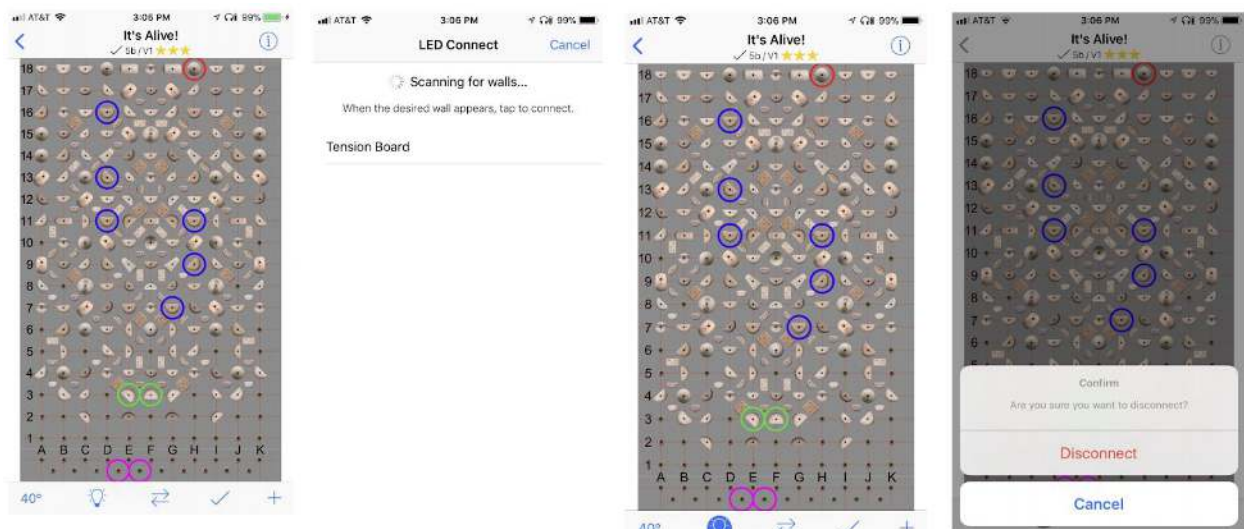 AT&T 3:06 PM 99%
It's Alive!
5b / V1
18
17
16
15
14
13
12
11
10
9
8
7
6
5
4
3
2
1
A B C D E F G H I J K
40°
AT&T 3:06 PM 99%
LED Connect Cancel
Scanning for walls...
When the desired wall appears, tap to connect.
Tension Board
AT&T 3:06 PM 99%
It's Alive!
5b / V1
18
17
16
15
14
13
12
11
10
9
8
7
6
5
4
3
2
1
A B C D E F G H I J K
40°
AT&T 3:06 PM 99%
It's Alive!
5b / V1
18
17
16
15
14
13
12
11
10
9
8
7
6
Confirm
Are you sure you want to disconnect?
Disconnect
Cancel